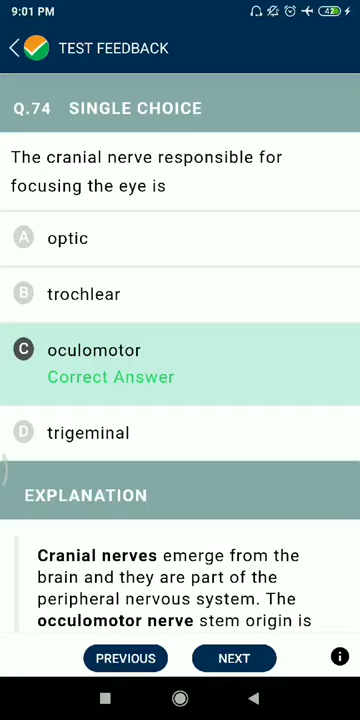 9:01 PM
42
TEST FEEDBACK
Q.74 SINGLE CHOICE
The cranial nerve responsible for
focusing the eye is
A optic
B trochlear
C oculomotor
Correct Answer
D trigeminal
EXPLANATION
Cranial nerves emerge from the
brain and they are part of the
peripheral nervous system. The
occulomotor nerve stem origin is
PREVIOUS
NEXT